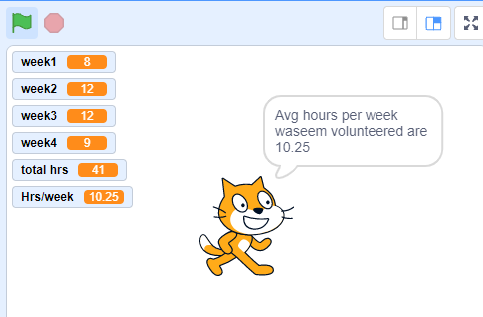 week1 8
week2 12
week3 12
week4 9
total hrs 41
Hrs/week 10.25
Avg hours per week
waseem volunteered are
10.25